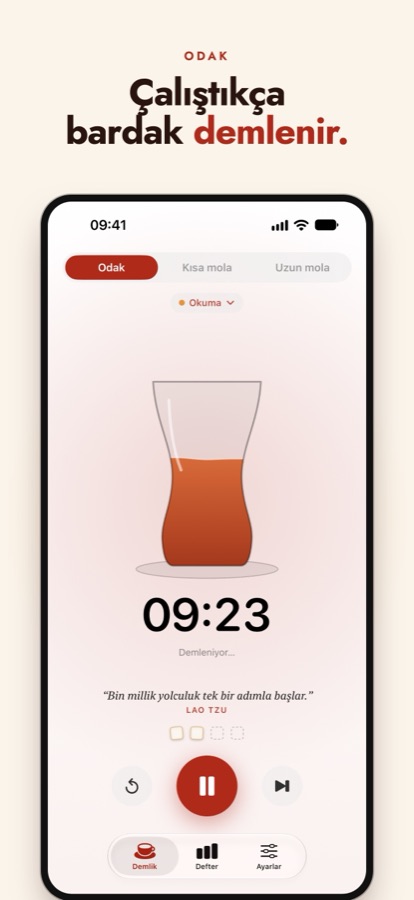 ODAK
Çalıştıkça
bardak demlenir.
09:41
Odak Kısa mola Uzun mola
Okuma
09:23
Demleniyor...
“Bin millik yolculuk tek bir adımla başlar.”
LAO TZU
Demlik Defter Ayarlar